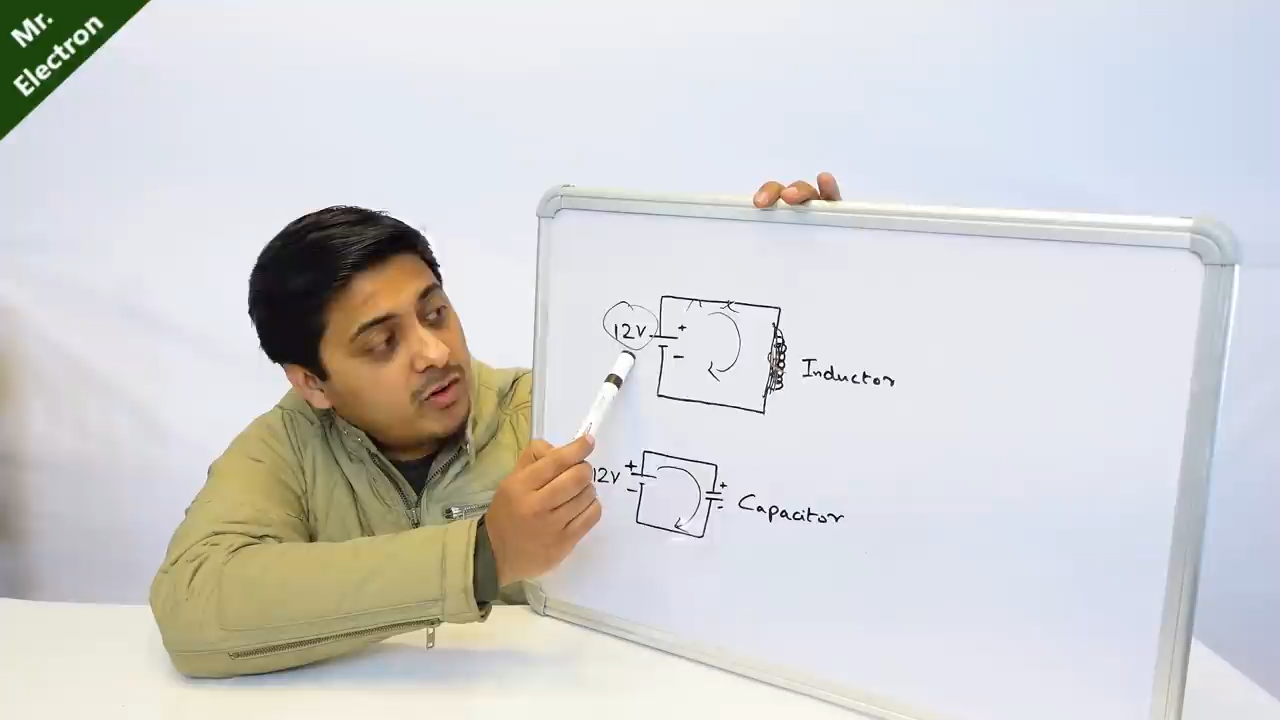 Mr.
Electron
12V
+
-
Inductor
12V
+
-
+
-
Capacitor